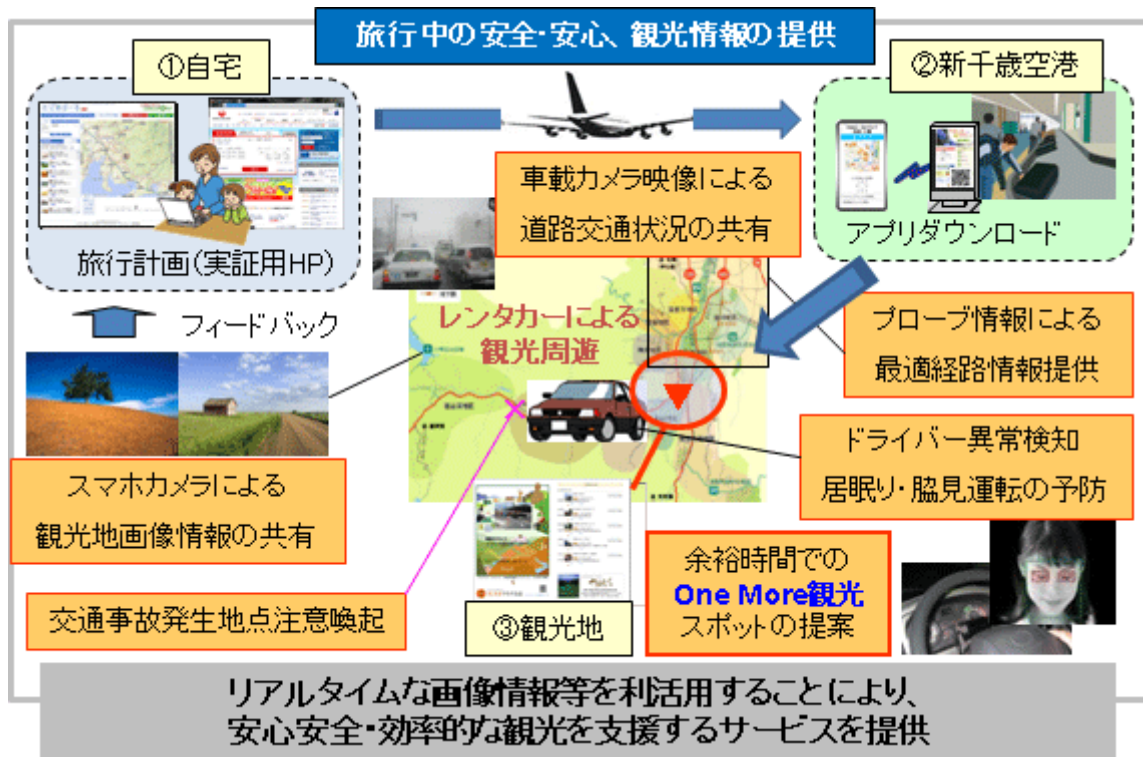 旅行中の安全・安心、観光情報の提供
①自宅
②新千歳空港
旅行計画(実証用HP)
アプリダウンロード
車載カメラ映像による
道路交通状況の共有
フィードバック
レンタカーによる
観光周遊
プローブ情報による
最適経路情報提供
スマホカメラによる
観光地画像情報の共有
ドライバー異常検知
居眠り・脇見運転の予防
交通事故発生地点注意喚起
③観光地
余裕時間での
One More観光
スポットの提案
リアルタイムな画像情報等を利活用することにより、
安心安全・効率的な観光を支援するサービスを提供